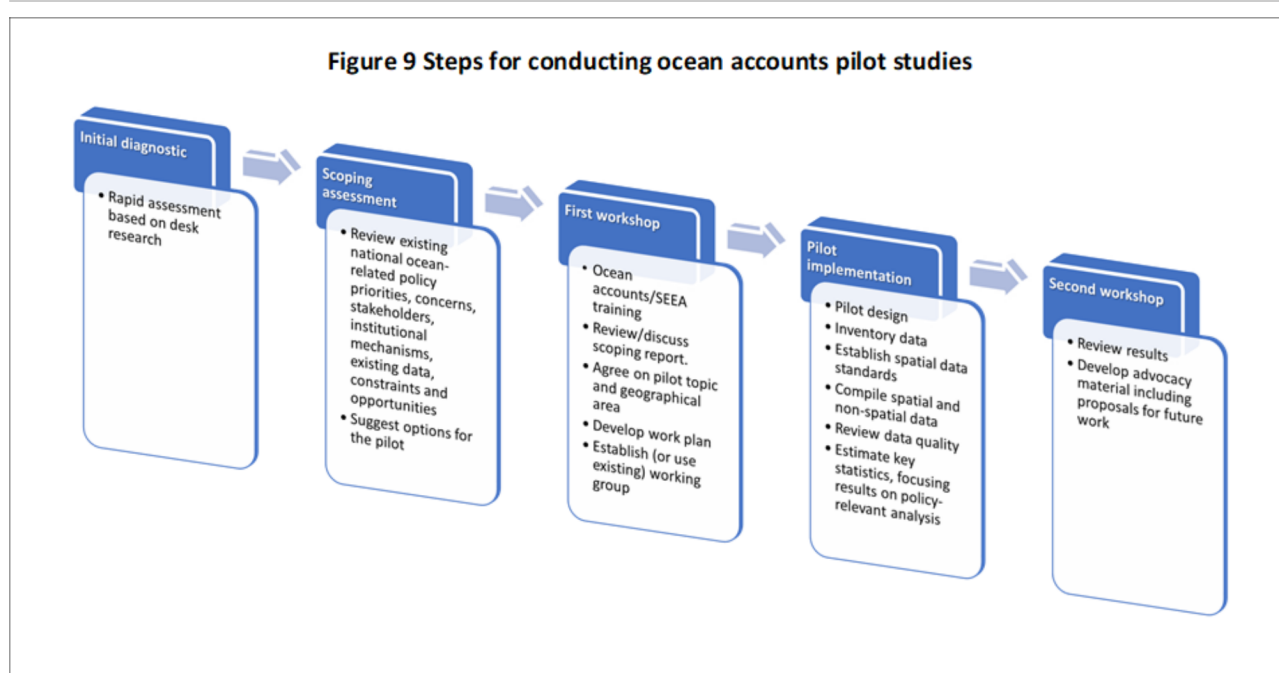 Figure 9 Steps for conducting ocean accounts pilot studies
Initial diagnostic
• Rapid assessment
based on desk
research
Scoping
assessment
• Review existing
national ocean-
related policy
priorities, concerns,
stakeholders,
institutional
mechanisms,
existing data,
constraints and
opportunities
• Suggest options for
the pilot
First workshop
• Ocean
accounts/SEEA
training
• Review/discuss
scoping report.
• Agree on pilot topic
and geographical
area
• Develop work plan
• Establish (or use
existing) working
group
Pilot
implementation
• Pilot design
• Inventory data
• Establish spatial data
standards
• Compile spatial and
non-spatial data
• Review data quality
• Estimate key
statistics, focusing
results on policy-
relevant analysis
Second workshop
• Review results
• Develop advocacy
material including
proposals for future
work